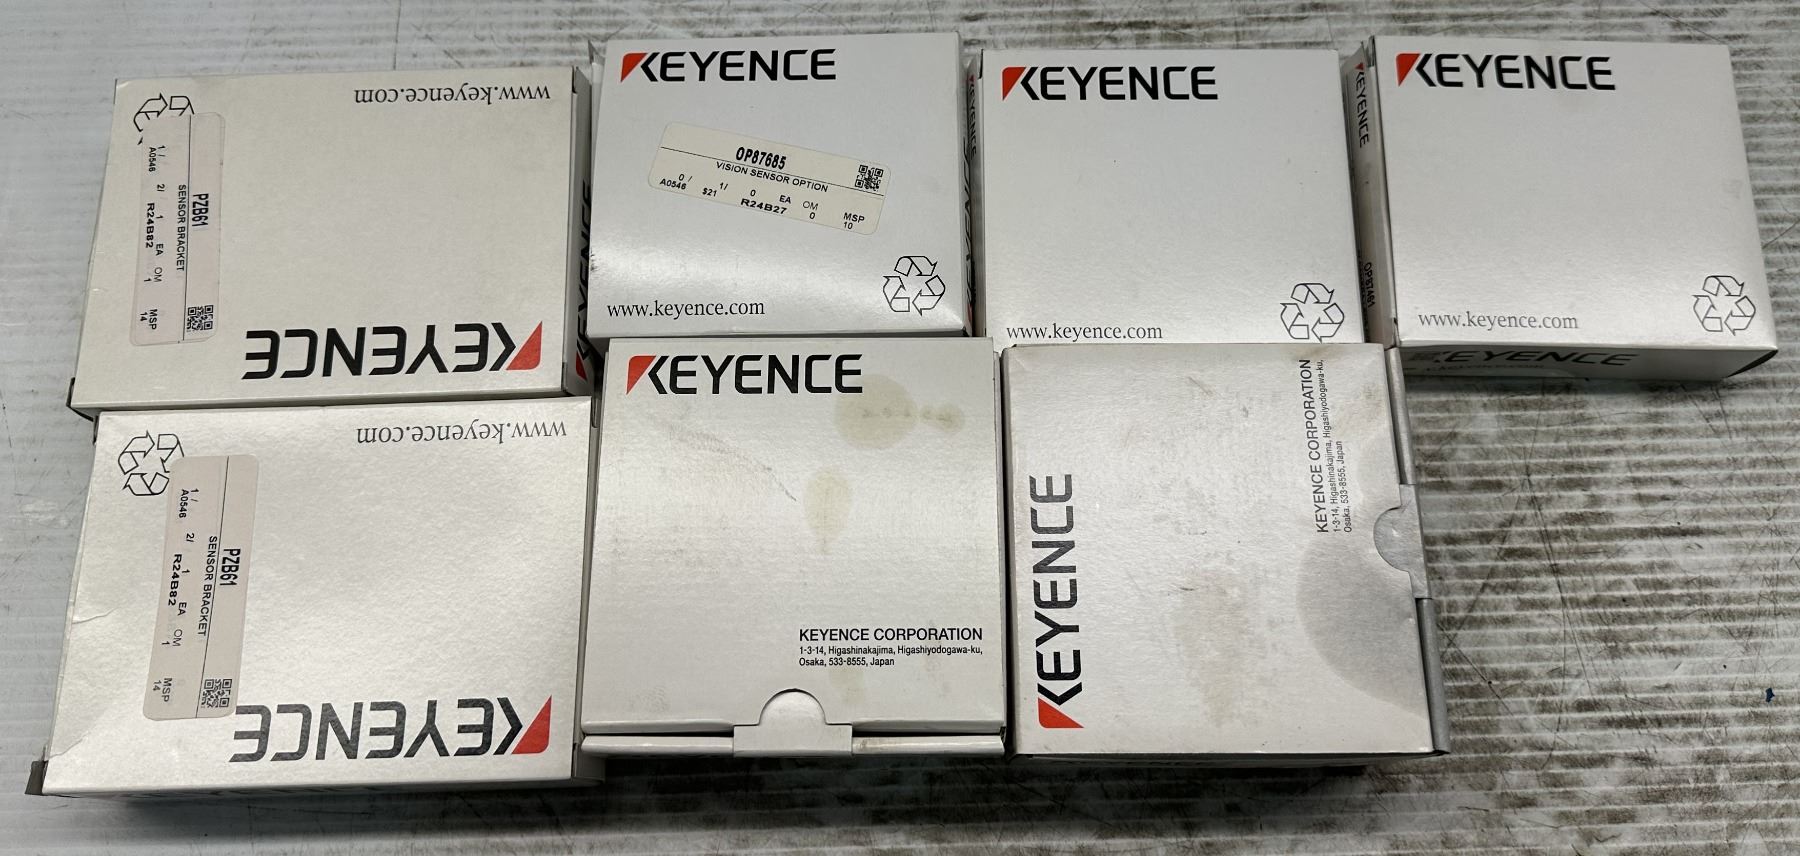 www.keyence.com
PZB61
SENSOR BRACKET
1/ 2/ 1 EA OM 1 MSP 14
A0546 R24B82
KEYENCE
KEYENCE
KEYENCE
OP87685
VISION SENSOR OPTION
0/ 1/ 0 EA OM 0 MSP 10
A0546 $21 R24B27
www.keyence.com
KEYENCE
KEYENCE
www.keyence.com
KEYENCE
KEYENCE
www.keyence.com
KEYENCE
www.keyence.com
PZB61
SENSOR BRACKET
1/ 2/ 1 EA OM 1 MSP 14
A0546 R24B82
KEYENCE
KEYENCE
KEYENCE CORPORATION
1-3-14, Higashinakajima, Higashiyodogawa-ku,
Osaka, 533-8555, Japan
KEYENCE
KEYENCE CORPORATION
1-3-14, Higashinakajima, Higashiyodogawa-ku,
Osaka, 533-8555, Japan